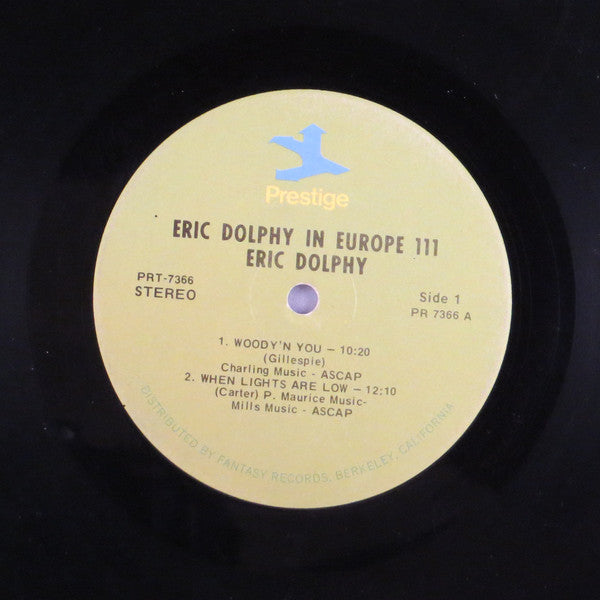 Prestige
ERIC DOLPHY IN EUROPE 111
ERIC DOLPHY
PRT-7366
STEREO
Side 1
PR 7366 A
1. WOODY'N YOU – 10:20
(Gillespie)
Charling Music - ASCAP
2. WHEN LIGHTS ARE LOW – 12:10
(Carter) P. Maurice Music-
Mills Music - ASCAP
DISTRIBUTED BY FANTASY RECORDS, BERKELEY, CALIFORNIA